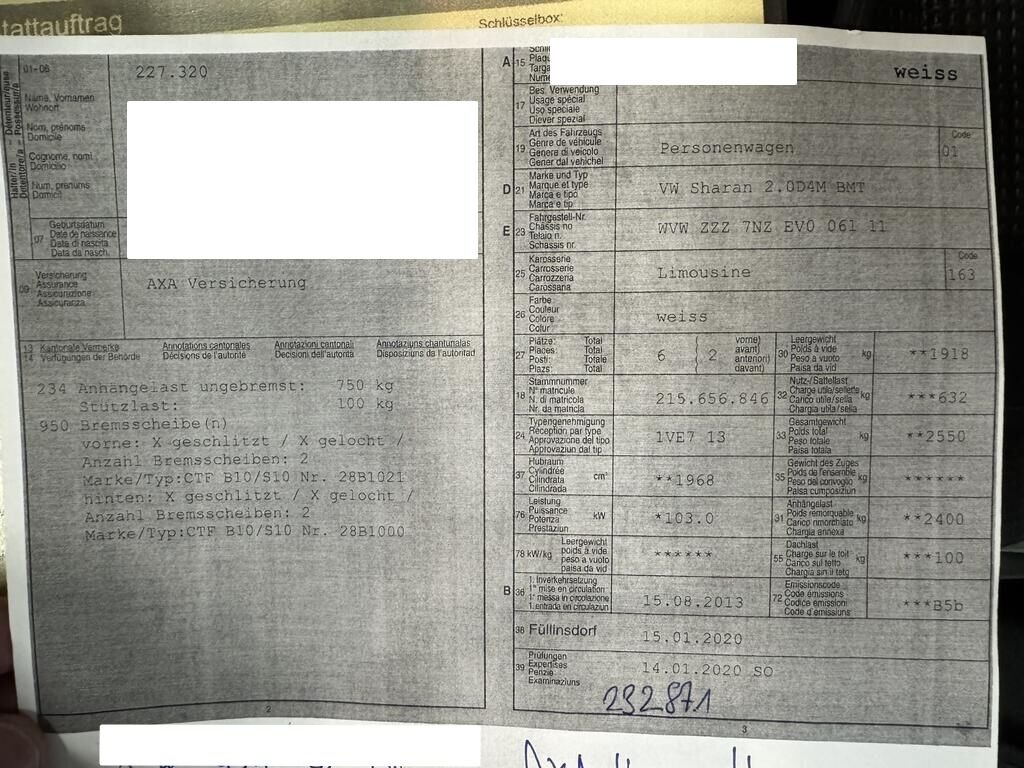 tattauftrag
Schlüsselbox:
01-06
227.320
Halter/in
Détenteur/euse
Detentore/a
Possessur/a
Name, Vornamen
Wohnort
Nom, prénoms
Domicile
Cognome, nomi
Domicilio
Num, prenums
Domicil
07
Geburtsdatum
Date de naissance
Data di nascita
Data da nasch.
09
Versicherung
Assurance
Assicurazione
Assicuranza
AXA Versicherung
13 Kantonale Vermerke Annotations cantonales Annotazioni cantonali Annotaziuns chantunalas
14 Verfügungen der Behörde Décisions de l'autorité Decisioni dell'autorità Disposiziuns da l'autoritad
234 Anhängelast ungebremst: 750 kg
Stützlast: 100 kg
950 Bremsscheibe(n)
vorne: X geschlitzt / X gelocht /
Anzahl Bremsscheiben: 2
Marke/Typ:CTF B10/S10 Nr. 28B1021
hinten: X geschlitzt / X gelocht /
Anzahl Bremsscheiben: 2
Marke/Typ:CTF B10/S10 Nr. 28B1000
2
A 15
weiss
17
Bes. Verwendung
Usage spécial
Uso speciale
Diever spezial
19
Art des Fahrzeugs
Genre de véhicule
Genere di veicolo
Gener dal vehichel
Personenwagen
Code
01
D 21
Marke und Typ
Marque et type
Marca e tipo
Marca e tip
VW Sharan 2.0D4M BMT
E 23
Fahrgestell-Nr.
Châssis no
Telaio n.
Schassis nr.
WVW ZZZ 7NZ EV0 061 11
25
Karosserie
Carrosserie
Carrozzeria
Carossaria
Limousine
Code
163
26
Farbe
Couleur
Colore
Colur
weiss
27
Plätze: Total
Places: Total
Posti: Totale
Plazs: Total
6 ( 2
vorne)
avant)
anteriori)
davant)
30
Leergewicht
Poids à vide
Peso a vuoto
Paisa da vid
kg
**1918
18
Stammnummer
N° matricule
N. di matricola
Nr. da matricla
215.656.846
32
Nutz-/Sattellast
Charge utile/sellette
Carico utile/sella
Chargia utila/sella
kg
***632
24
Typengenehmigung
Réception par type
Approvazione del tipo
Approvaziun dal tip
1VE7 13
33
Gesamtgewicht
Poids total
Peso totale
Paisa totala
kg
**2550
37
Hubraum
Cylindrée
Cilindrata
Cilindrada
cm³
**1968
35
Gewicht des Zuges
Poids de l'ensemble
Peso del convoglio
Paisa cumposiziun
kg
******
76
Leistung
Puissance
Potenza
Prestaziun
kW
*103.0
31
Anhängelast
Poids remorquable
Carico rimorchiato
Chargia annexa
kg
**2400
78 kW/kg
Leergewicht
poids à vide
peso a vuoto
paisa da vid
******
55
Dachlast
Charge sur le toit
Carico sul tetto
Chargia sin il tetg
kg
***100
B 36
1. Inverkehrsetzung
1re mise en circulation
1a messa in circolazione
1. entrada en circulaziun
15.08.2013
72
Emissionscode
Code émissions
Codice emissioni
Code d'emissiuns
***B5b
38 Füllinsdorf
15.01.2020
39
Prüfungen
Expertises
Perizie
Examinaziuns
14.01.2020 SO
232.871
3